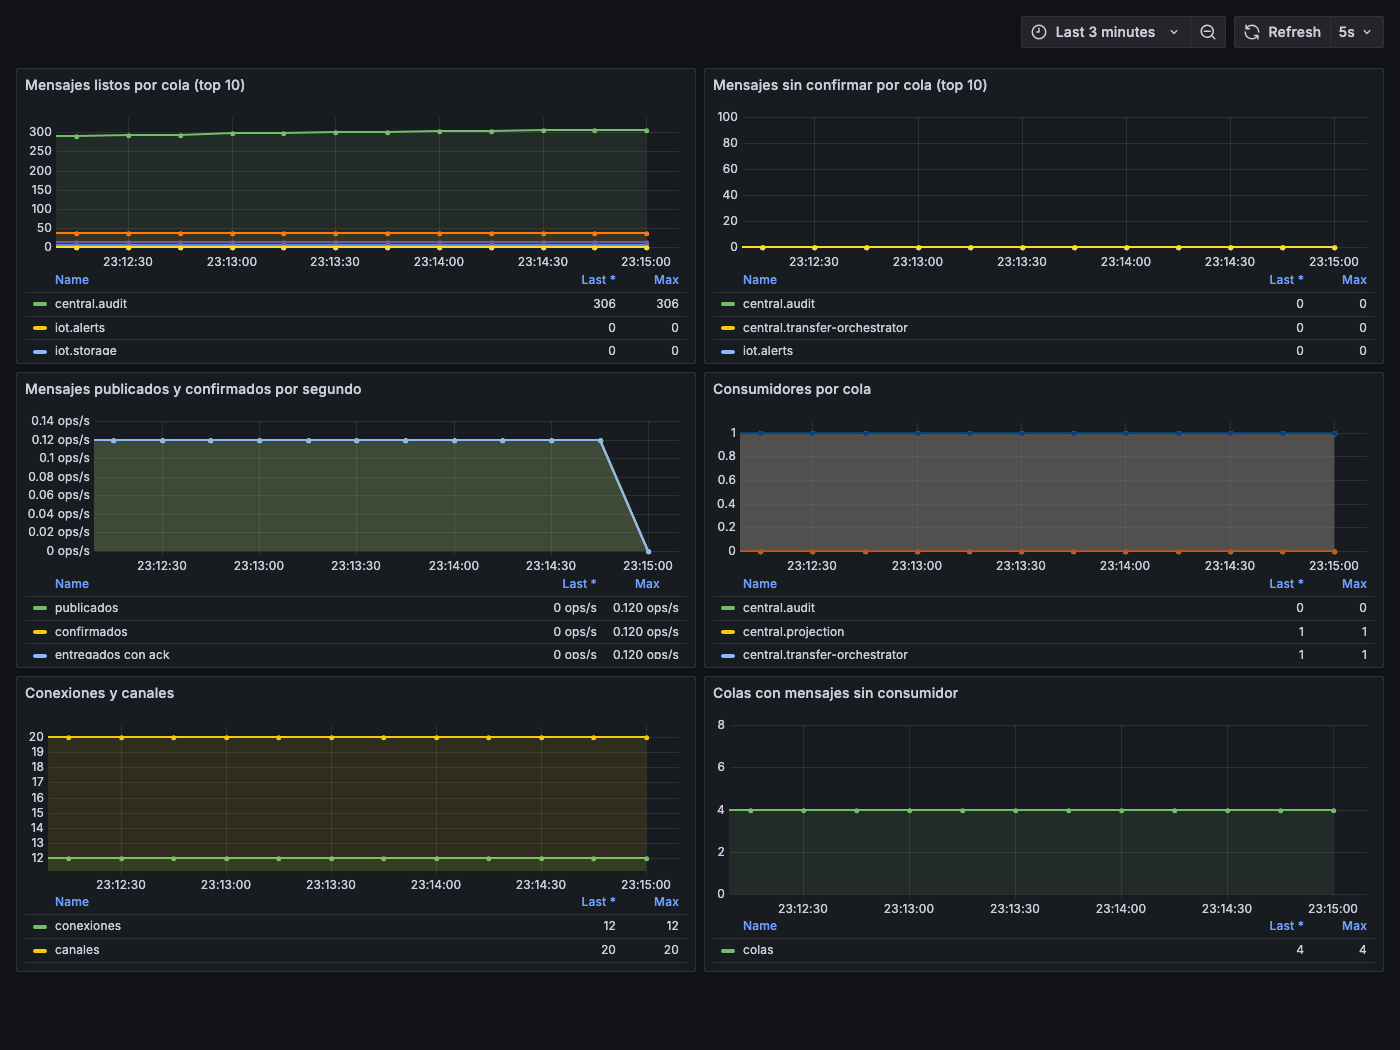 Last 3 minutes
Refresh
5s
Mensajes listos por cola (top 10)
300
250
200
150
100
50
0
23:12:30 23:13:00 23:13:30 23:14:00 23:14:30 23:15:00
Name Last * Max
central.audit 306 306
iot.alerts 0 0
iot.storage 0 0
Mensajes sin confirmar por cola (top 10)
100
80
60
40
20
0
23:12:30 23:13:00 23:13:30 23:14:00 23:14:30 23:15:00
Name Last * Max
central.audit 0 0
central.transfer-orchestrator 0 0
iot.alerts 0 0
Mensajes publicados y confirmados por segundo
0.14 ops/s
0.12 ops/s
0.1 ops/s
0.08 ops/s
0.06 ops/s
0.04 ops/s
0.02 ops/s
0 ops/s
23:12:30 23:13:00 23:13:30 23:14:00 23:14:30 23:15:00
Name Last * Max
publicados 0 ops/s 0.120 ops/s
confirmados 0 ops/s 0.120 ops/s
entregados con ack 0 ops/s 0.120 ops/s
Consumidores por cola
1
0.8
0.6
0.4
0.2
0
23:12:30 23:13:00 23:13:30 23:14:00 23:14:30 23:15:00
Name Last * Max
central.audit 0 0
central.projection 1 1
central.transfer-orchestrator 1 1
Conexiones y canales
20
19
18
17
16
15
14
13
12
23:12:30 23:13:00 23:13:30 23:14:00 23:14:30 23:15:00
Name Last * Max
conexiones 12 12
canales 20 20
Colas con mensajes sin consumidor
8
6
4
2
0
23:12:30 23:13:00 23:13:30 23:14:00 23:14:30 23:15:00
Name Last * Max
colas 4 4